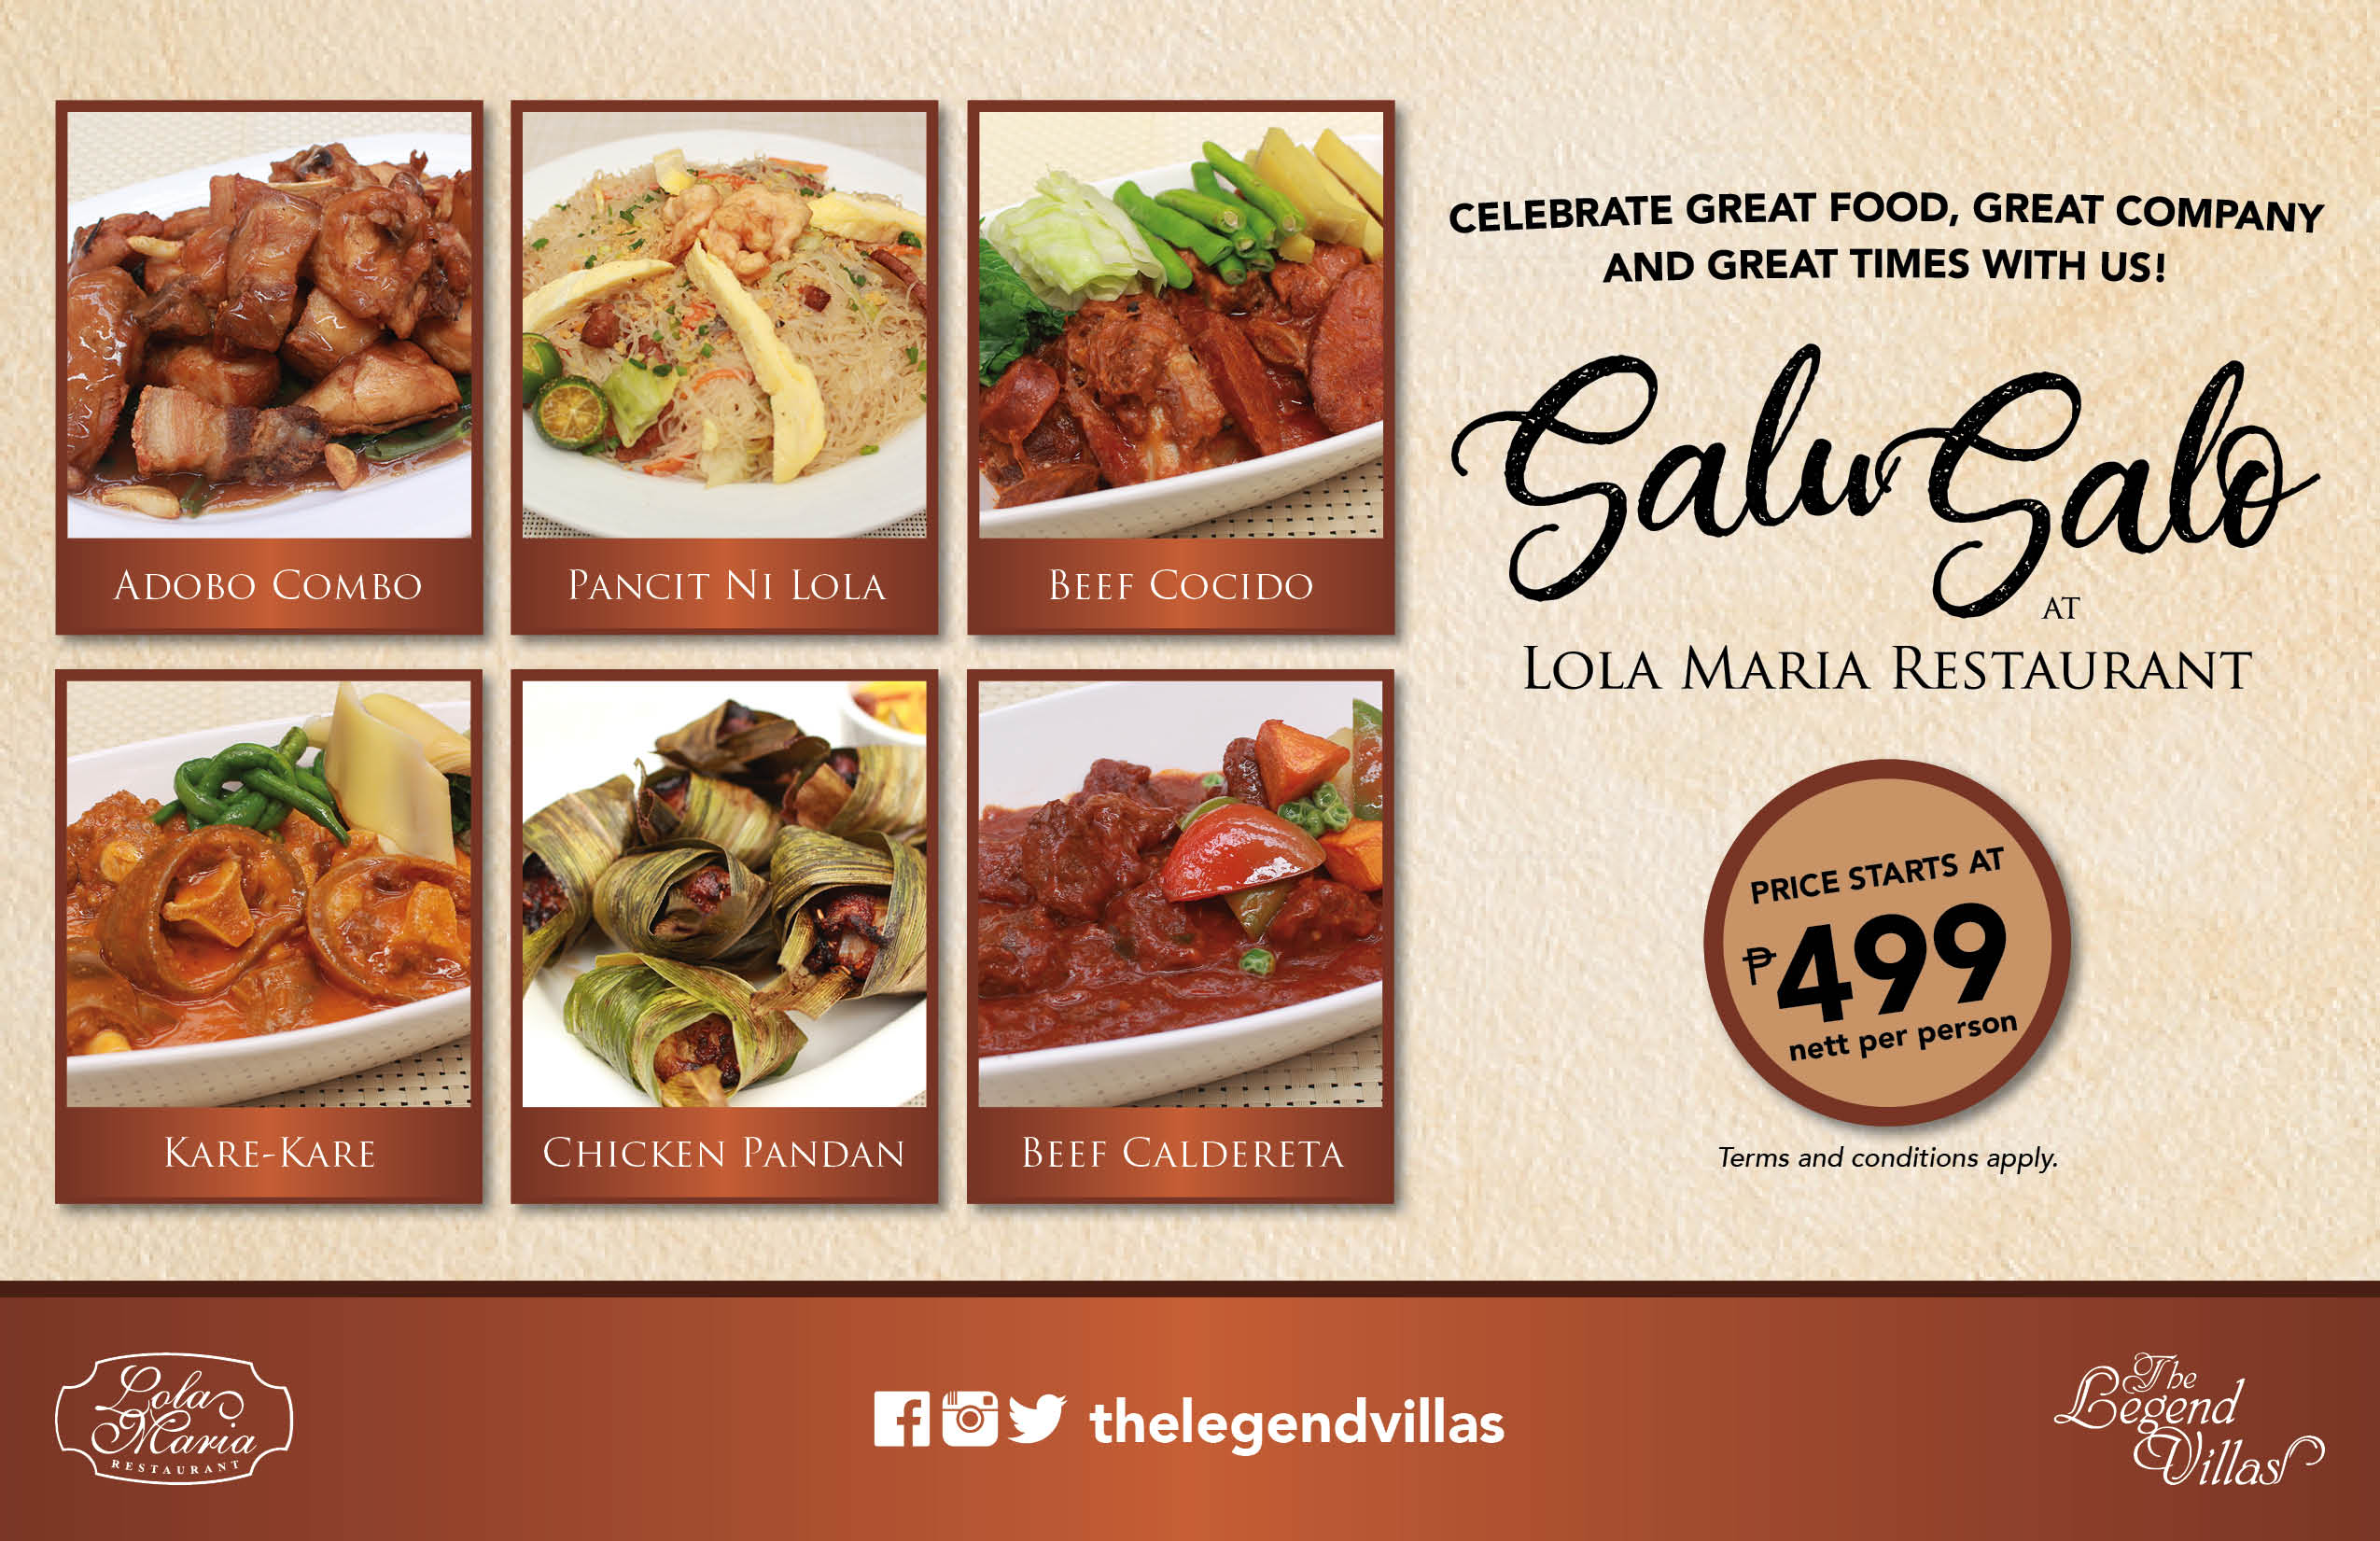 ADOBO COMBO
PANCIT NI LOLA
BEEF COCIDO
KARE-KARE
CHICKEN PANDAN
BEEF CALDERETA
CELEBRATE GREAT FOOD, GREAT COMPANY
AND GREAT TIMES WITH US!
Salu Salo
AT
LOLA MARIA RESTAURANT
PRICE STARTS AT
₱499
nett per person
Terms and conditions apply.
Lola
Maria
RESTAURANT
thelegendvillas
The
Legend
Villas